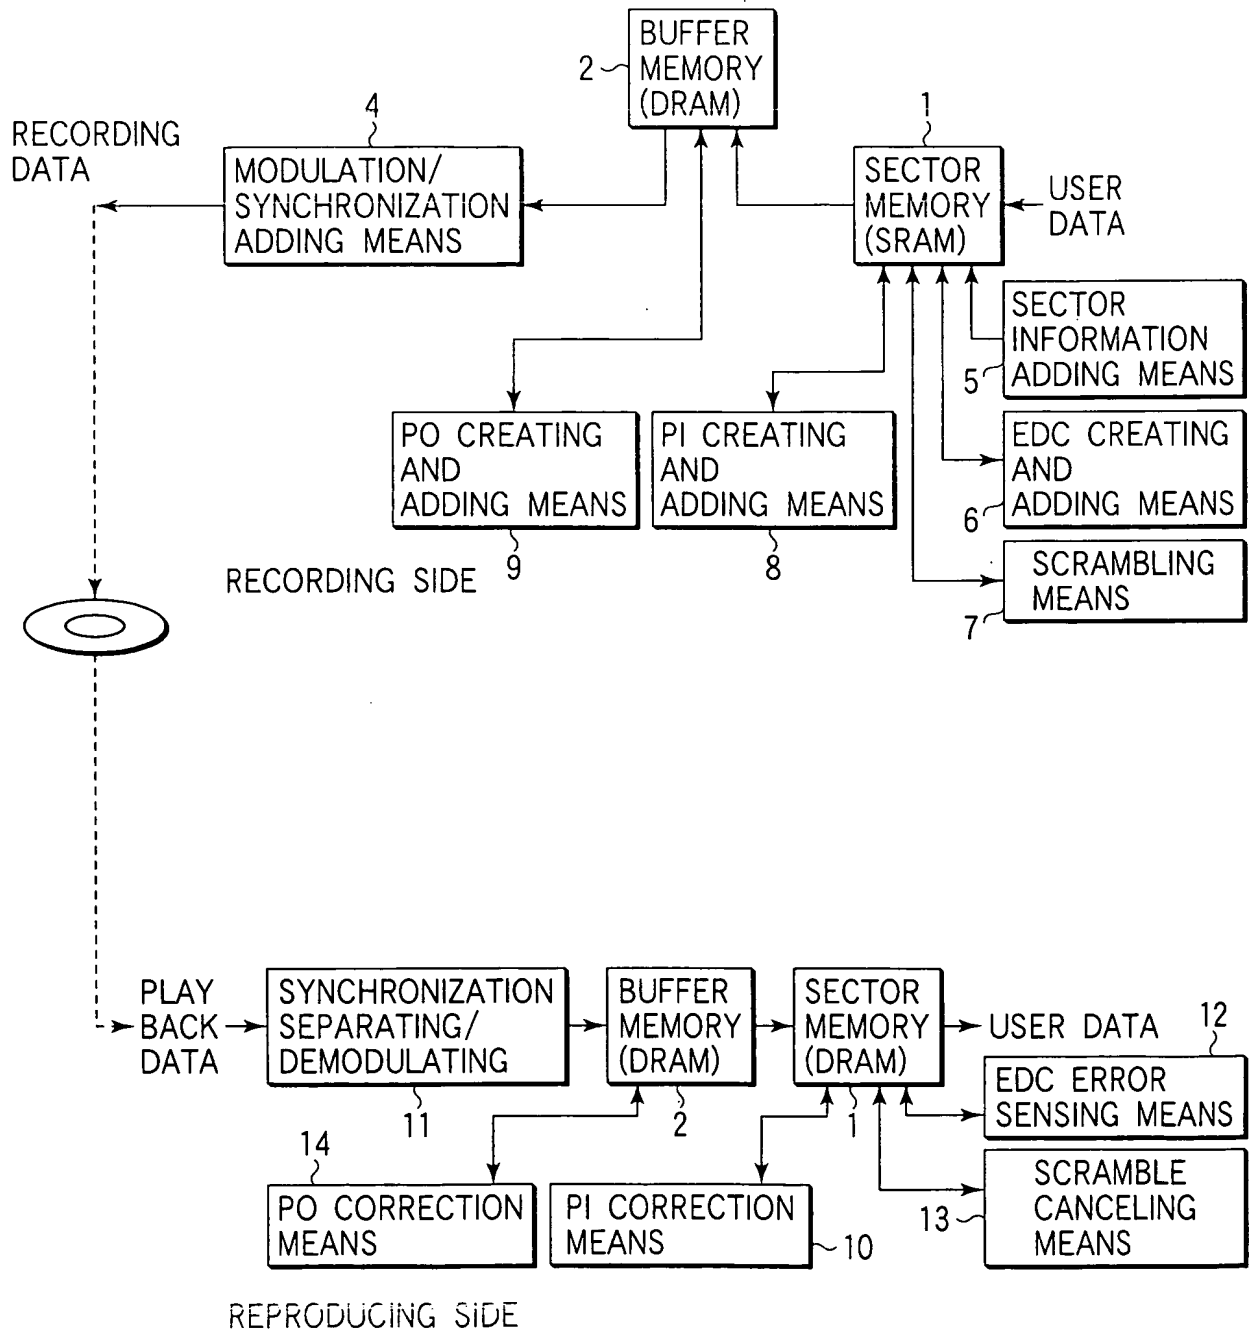 BUFFER
MEMORY
(DRAM)
2
4
1
RECORDING
DATA
MODULATION/
SYNCHRONIZATION
ADDING MEANS
SECTOR
MEMORY
(SRAM)
USER
DATA
SECTOR
INFORMATION
ADDING MEANS
5
PO CREATING
AND
ADDING MEANS
9
PI CREATING
AND
ADDING MEANS
8
EDC CREATING
AND
ADDING MEANS
6
SCRAMBLING
MEANS
7
RECORDING SIDE
PLAY
BACK
DATA
SYNCHRONIZATION
SEPARATING/
DEMODULATING
11
BUFFER
MEMORY
(DRAM)
2
SECTOR
MEMORY
(DRAM)
1
USER DATA
12
EDC ERROR
SENSING MEANS
14
PO CORRECTION
MEANS
PI CORRECTION
MEANS
10
SCRAMBLE
CANCELING
MEANS
13
REPRODUCING SIDE